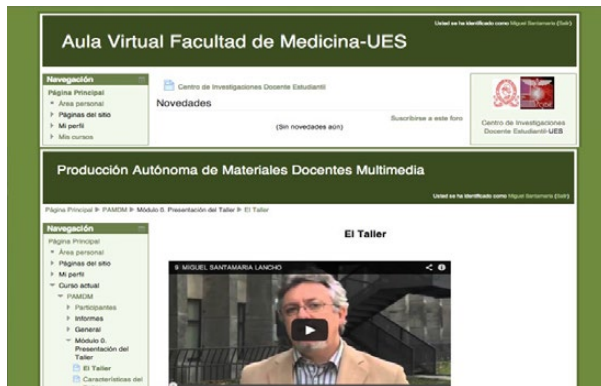 Usted se ha identificado como Miguel Santamaria (Salir)
Aula Virtual Facultad de Medicina-UES
Navegación
Página Principal
Área personal
Páginas del sitio
Mi perfil
Mis cursos
Centro de Investigaciones Docente Estudiantil
Novedades
Suscribirse a este foro
(Sin novedades aún)
Centro de Investigaciones
Docente Estudiantil-UES
Producción Autónoma de Materiales Docentes Multimedia
Usted se ha identificado como Miguel Santamaria (Salir)
Página Principal PAMDM Módulo 0. Presentación del Taller El Taller
Navegación
Página Principal
Área personal
Páginas del sitio
Mi perfil
Curso actual
PAMDM
Participantes
Informes
General
Módulo 0.
Presentación del
Taller
El Taller
Características del
El Taller
9 MIGUEL SANTAMARIA LANCHO